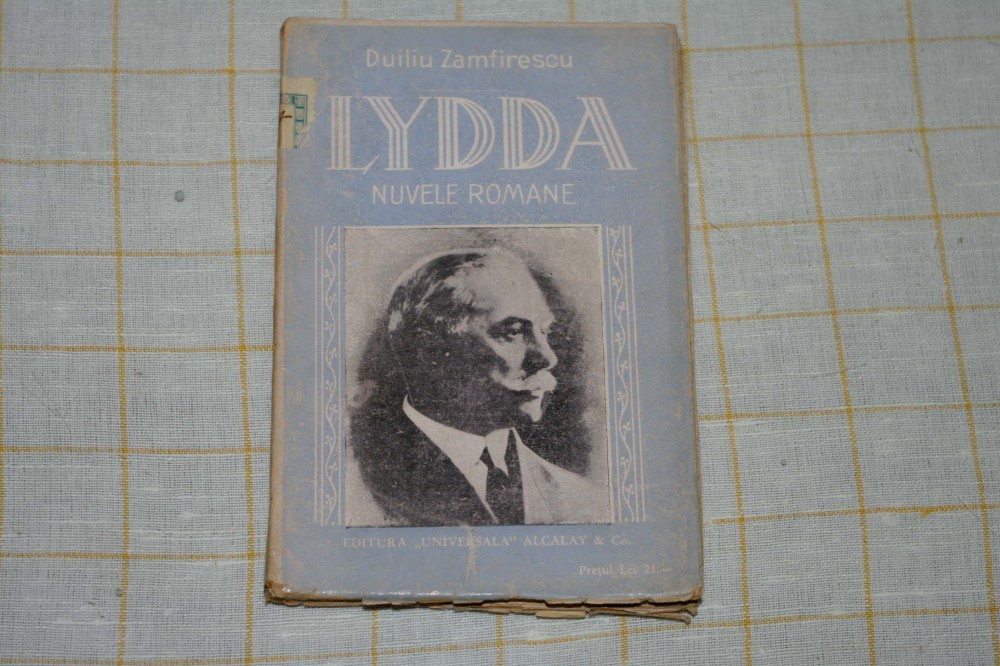 Duiliu Zamfirescu
LYDDA
NUVELE ROMANE
EDITURA „UNIVERSALA“ ALCALAY & Co.
Prețul Lei 21.—